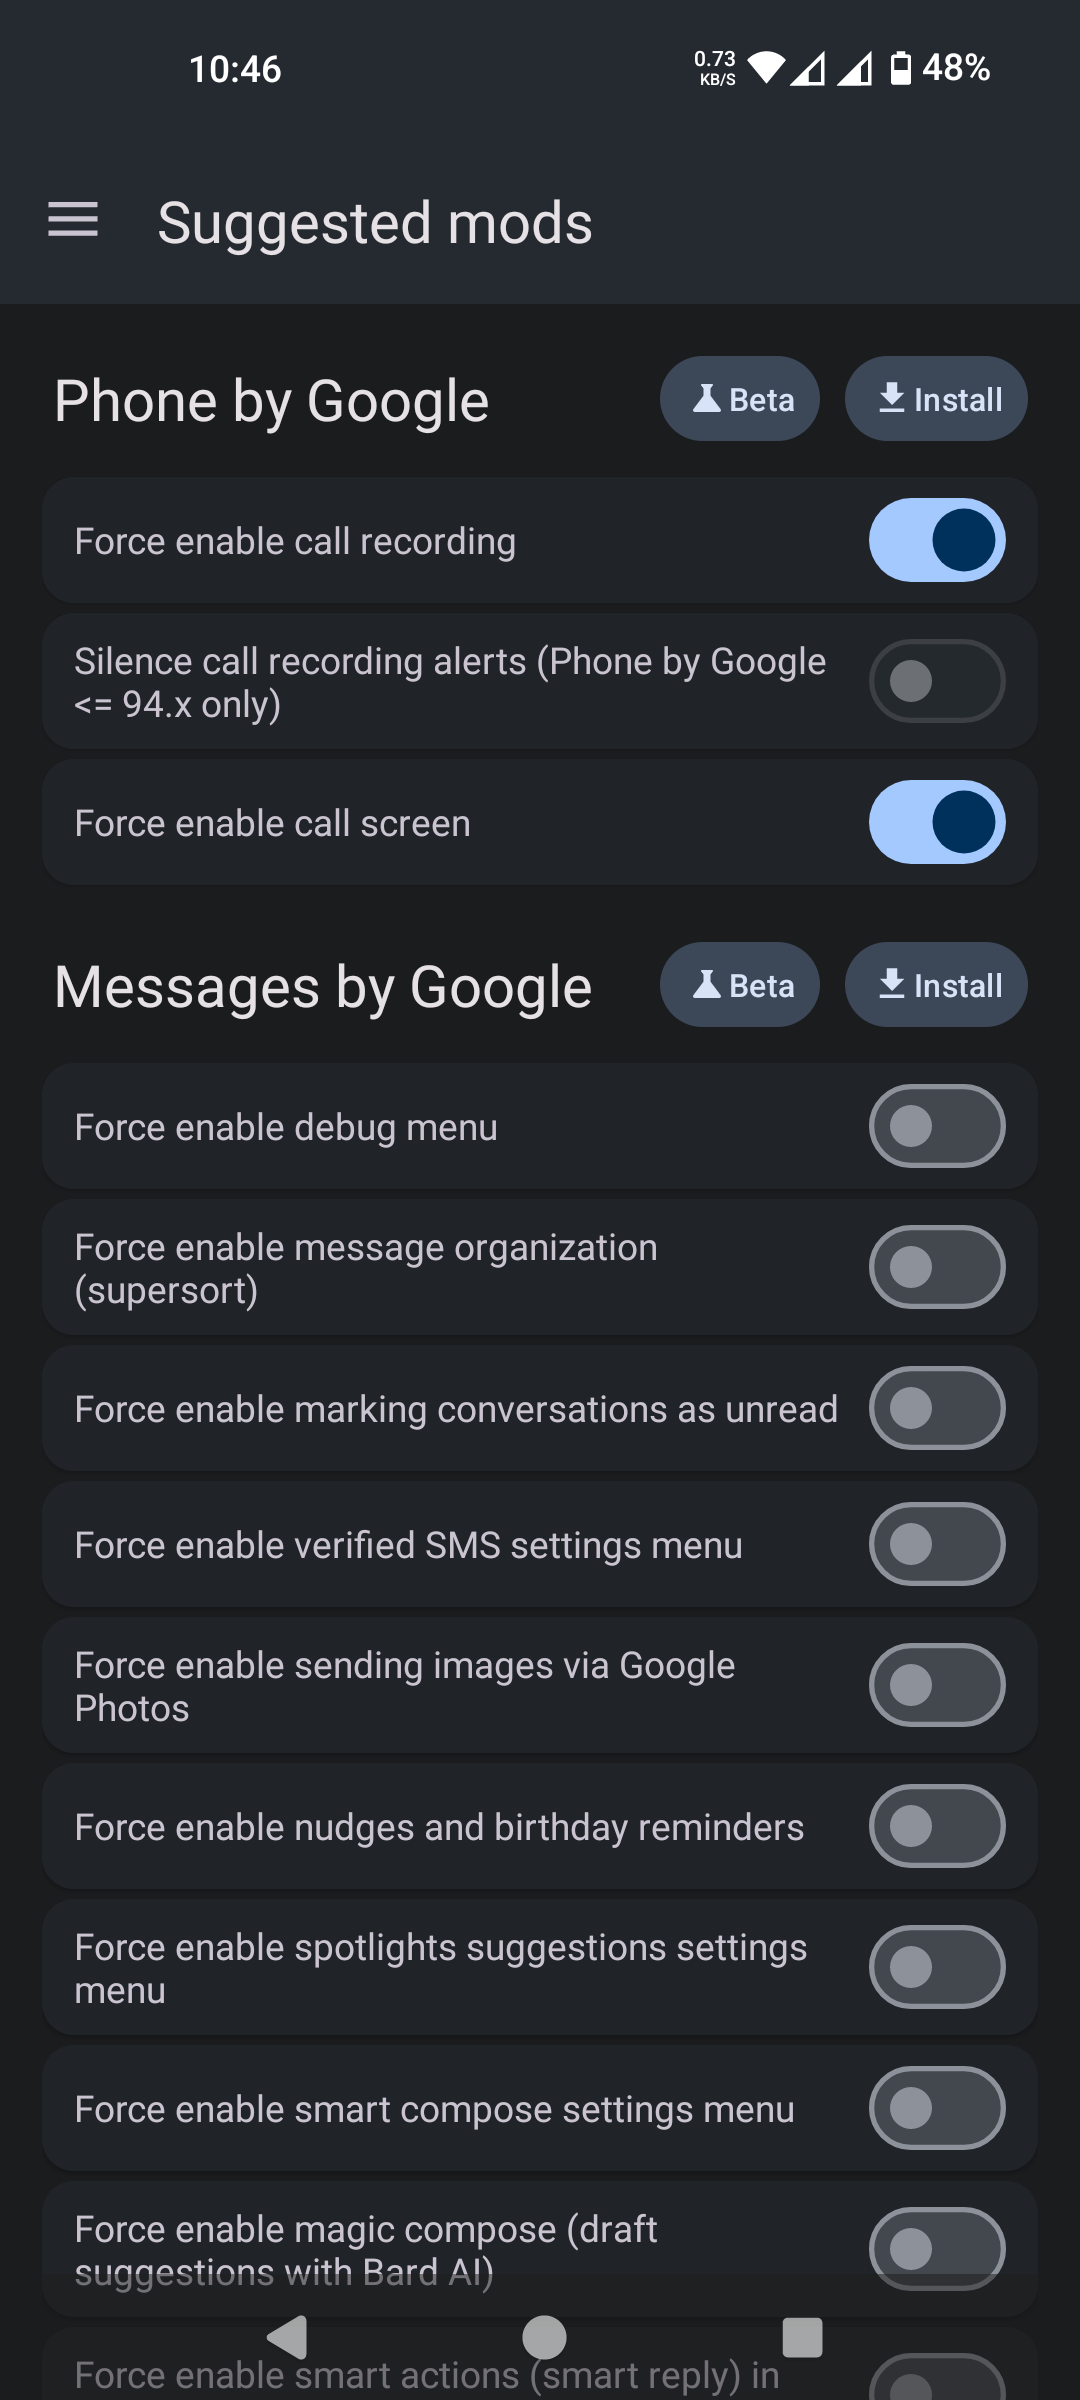 10:46
0.73
KB/S
48%
Suggested mods
Phone by Google
Beta
Install
Force enable call recording
Silence call recording alerts (Phone by Google
<= 94.x only)
Force enable call screen
Messages by Google
Beta
Install
Force enable debug menu
Force enable message organization
(supersort)
Force enable marking conversations as unread
Force enable verified SMS settings menu
Force enable sending images via Google
Photos
Force enable nudges and birthday reminders
Force enable spotlights suggestions settings
menu
Force enable smart compose settings menu
Force enable magic compose (draft
suggestions with Bard AI)
Force enable smart actions (smart reply) in